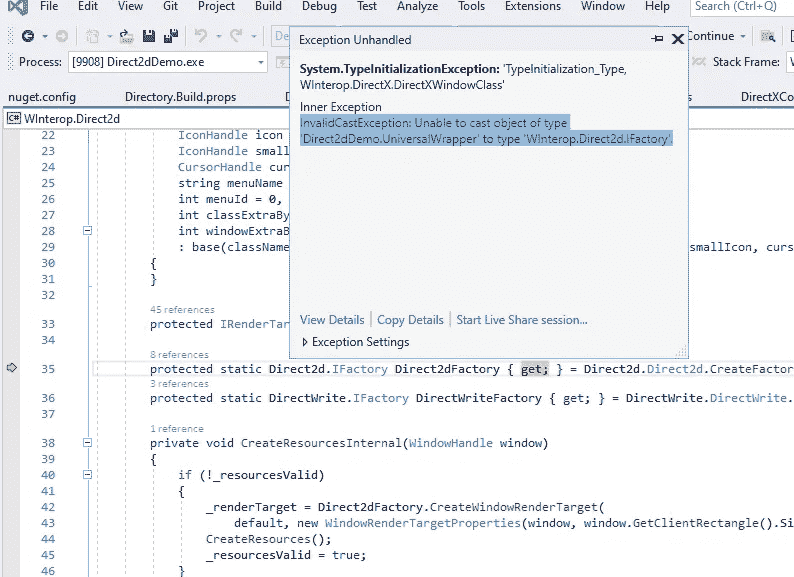 File Edit View Git Project Build Debug Test Analyze Tools Extensions Window Help Search (Ctrl+Q)
Continue
Process: [9908] Direct2dDemo.exe Stack Frame:
nuget.config Directory.Build.props DirectXCo
C# WInterop.Direct2d
Exception Unhandled
System.TypeInitializationException: 'TypeInitialization_Type,
WInterop.DirectX.DirectXWindowClass'
Inner Exception
InvalidCastException: Unable to cast object of type
'Direct2dDemo.UniversalWrapper' to type 'WInterop.Direct2d.IFactory'.
View Details | Copy Details | Start Live Share session...
Exception Settings
22 IconHandle icon
23 IconHandle small
24 CursorHandle cur
25 string menuName
26 int menuId = 0,
27 int classExtraBy
28 int windowExtraB
29 : base(className smallIcon, curs
30 {
31 }
32
45 references
33 protected IRenderTar
34
8 references
35 protected static Direct2d.IFactory Direct2dFactory { get; } = Direct2d.Direct2d.CreateFactor
3 references
36 protected static DirectWrite.IFactory DirectWriteFactory { get; } = DirectWrite.DirectWrite.
37
1 reference
38 private void CreateResourcesInternal(WindowHandle window)
39 {
40 if (!_resourcesValid)
41 {
42 _renderTarget = Direct2dFactory.CreateWindowRenderTarget(
43 default, new WindowRenderTargetProperties(window, window.GetClientRectangle().Si
44 CreateResources();
45 _resourcesValid = true;
46 }